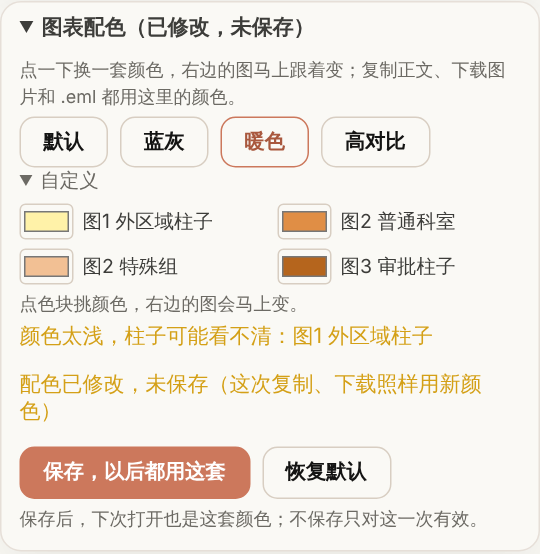 ▼ 图表配色（已修改，未保存）
点一下换一套颜色，右边的图马上跟着变；复制正文、下载图
片和 .eml 都用这里的颜色。
默认 蓝灰 暖色 高对比
▼ 自定义
图1 外区域柱子 图2 普通科室
图2 特殊组 图3 审批柱子
点色块挑颜色，右边的图会马上变。
颜色太浅，柱子可能看不清：图1 外区域柱子
配色已修改，未保存（这次复制、下载照样用新颜
色）
保存，以后都用这套 恢复默认
保存后，下次打开也是这套颜色；不保存只对这一次有效。